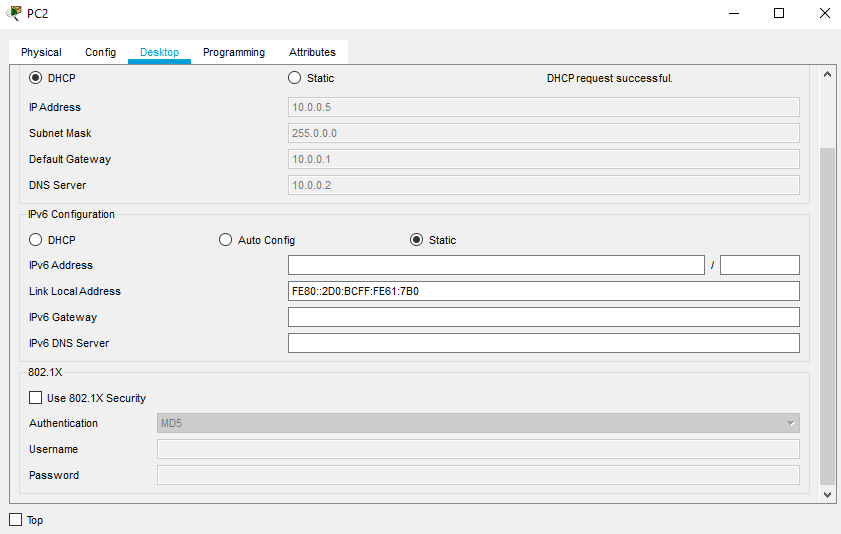 PC2
Physical Config Desktop Programming Attributes
DHCP Static DHCP request successful.
IP Address 10.0.0.5
Subnet Mask 255.0.0.0
Default Gateway 10.0.0.1
DNS Server 10.0.0.2
IPv6 Configuration
DHCP Auto Config Static
IPv6 Address /
Link Local Address FE80::2D0:BCFF:FE61:7B0
IPv6 Gateway
IPv6 DNS Server
802.1X
Use 802.1X Security
Authentication MD5
Username
Password
Top